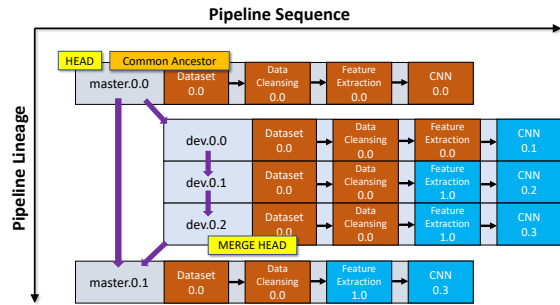 Pipeline Sequence
Pipeline Lineage
HEAD
Common Ancestor
master.0.0
Dataset
0.0
Data
Cleansing
0.0
Feature
Extraction
0.0
CNN
0.0
dev.0.0
Dataset
0.0
Data
Cleansing
0.0
Feature
Extraction
0.0
CNN
0.1
dev.0.1
Dataset
0.0
Data
Cleansing
0.0
Feature
Extraction
1.0
CNN
0.2
dev.0.2
Dataset
0.0
Data
Cleansing
0.0
Feature
Extraction
1.0
CNN
0.3
MERGE HEAD
master.0.1
Dataset
0.0
Data
Cleansing
0.0
Feature
Extraction
1.0
CNN
0.3